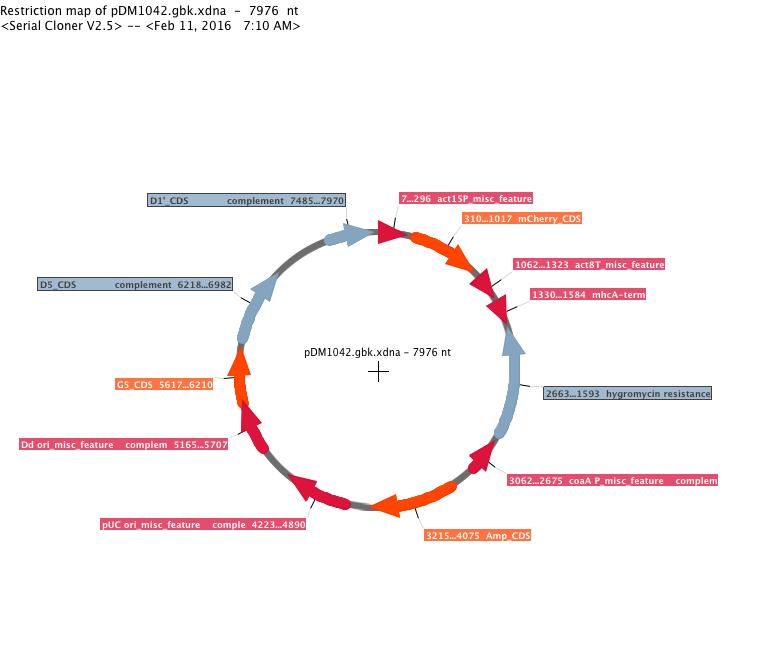 Restriction map of pDM1042.gbk.xdna - 7976 nt
<Serial Cloner V2.5> -- <Feb 11, 2016 7:10 AM>
D1'_CDS complement 7485...7970
7...296 act15P_misc_feature
310...1017 mCherry_CDS
1062...1323 act8T_misc_feature
D5_CDS complement 6218...6982
1330...1584 mhcA-term
pDM1042.gbk.xdna - 7976 nt
G5_CDS 5617...6210
2663...1593 hygromycin resistance
Dd ori_misc_feature complem 5165...5707
3062...2675 coaA P_misc_feature complem
pUC ori_misc_feature comple 4223...4890
3215...4075 Amp_CDS